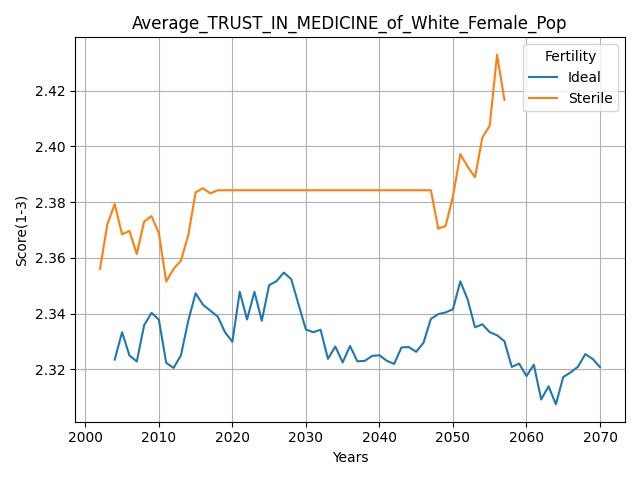 Average_TRUST_IN_MEDICINE_of_White_Female_Pop
Fertility
Ideal
Sterile
2.42
2.40
2.38
2.36
2.34
2.32
Score(1-3)
2000 2010 2020 2030 2040 2050 2060 2070
Years